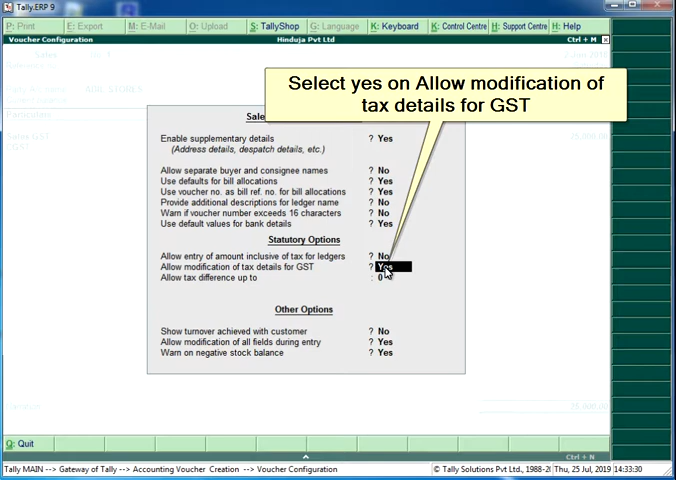 Tally.ERP 9
P: Print
E: Export
M: E-Mail
O: Upload
S: TallyShop
G: Language
K: Keyboard
K: Control Centre
H: Support Centre
H: Help
Voucher Configuration
Hinduja Pvt Ltd
Ctrl + M
Select yes on Allow modification of
tax details for GST
Enable supplementary details ? Yes
(Address details, despatch details, etc.)
Allow separate buyer and consignee names ? No
Use defaults for bill allocations ? Yes
Use voucher no. as bill ref. no. for bill allocations ? Yes
Provide additional descriptions for ledger name ? No
Warn if voucher number exceeds 16 characters ? No
Use default values for bank details ? Yes
Statutory Options
Allow entry of amount inclusive of tax for ledgers ? No
Allow modification of tax details for GST ? Yes
Allow tax difference up to : 0
Other Options
Show turnover achieved with customer ? No
Allow modification of all fields during entry ? Yes
Warn on negative stock balance ? Yes
25,000.00
Q: Quit
Ctrl + N
Tally MAIN --> Gateway of Tally --> Accounting Voucher Creation --> Voucher Configuration
© Tally Solutions Pvt Ltd., 1988-2
Thu, 25 Jul, 2019
14:33:30